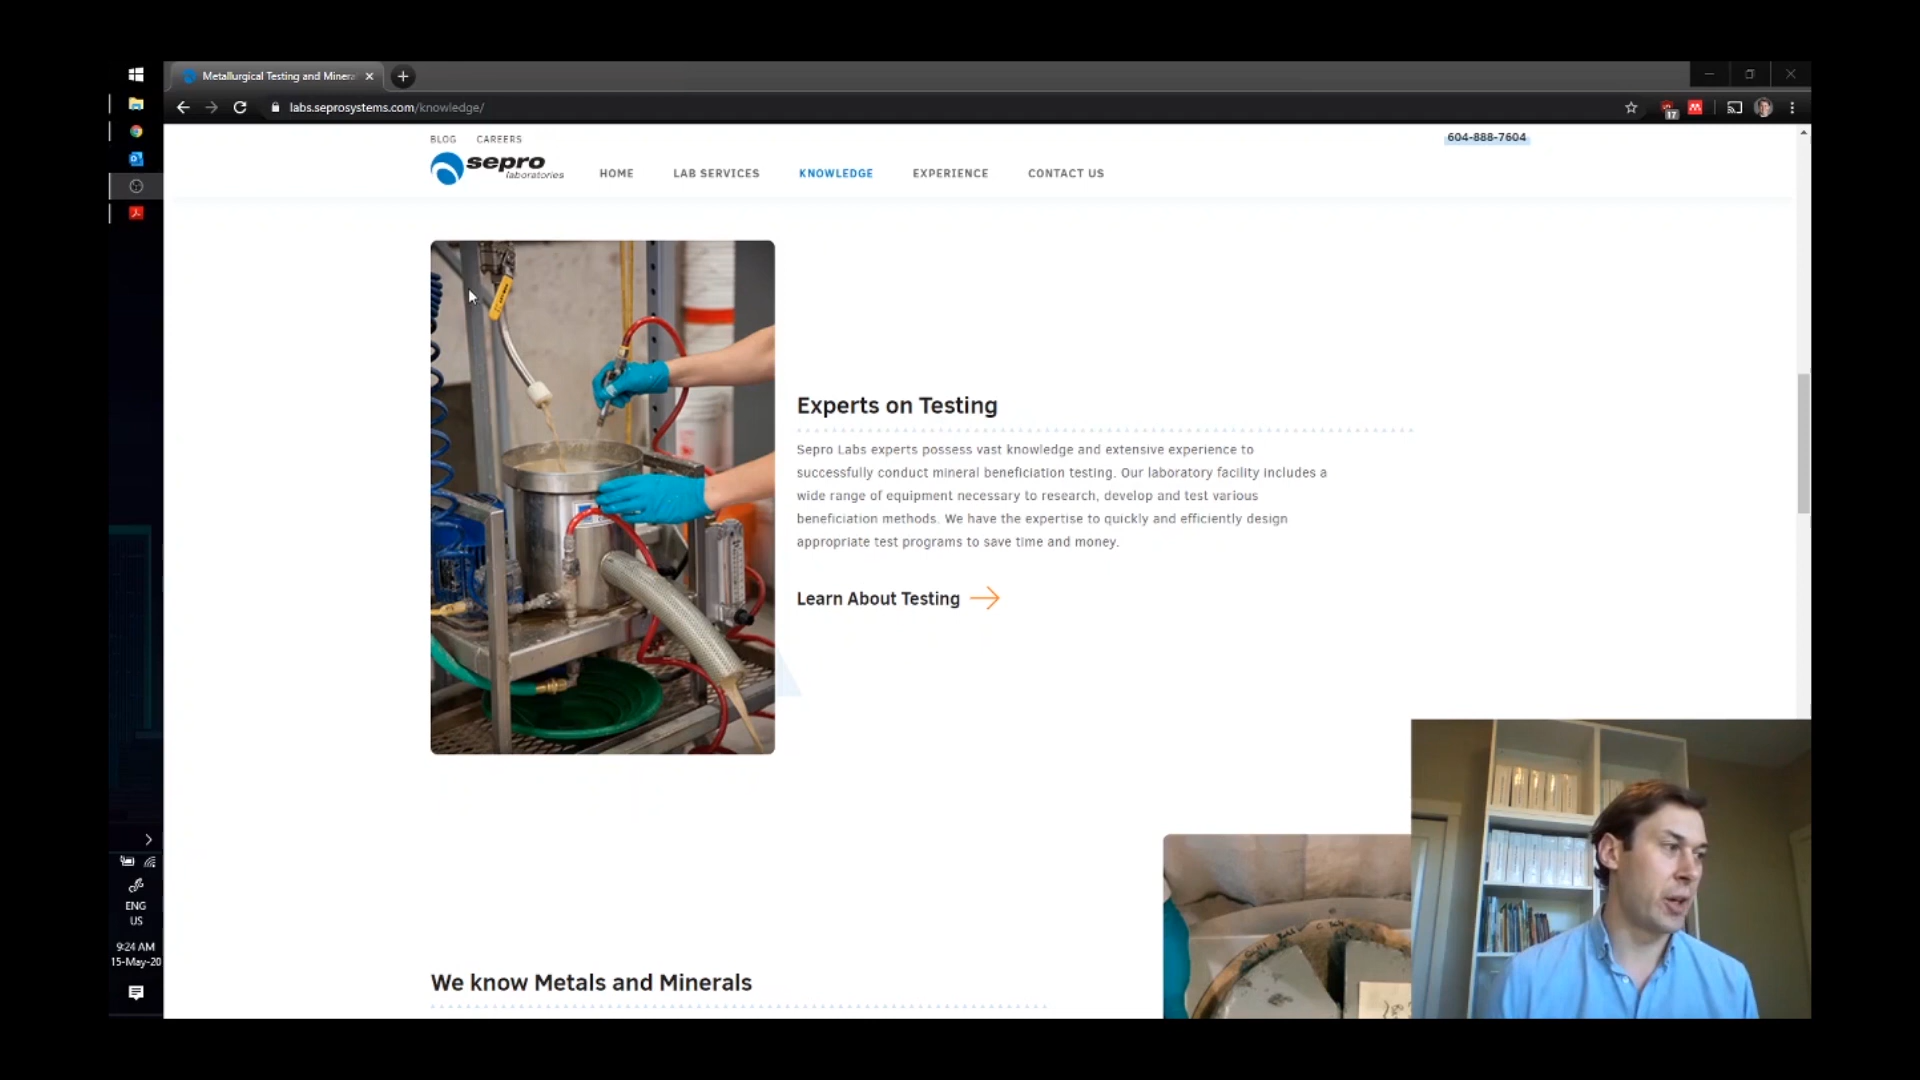 Metallurgical Testing and Minera
labs.seprosystems.com/knowledge/
17
BLOG CAREERS
604-888-7604
sepro
laboratories
HOME LAB SERVICES KNOWLEDGE EXPERIENCE CONTACT US
Experts on Testing
Sepro Labs experts possess vast knowledge and extensive experience to
successfully conduct mineral beneficiation testing. Our laboratory facility includes a
wide range of equipment necessary to research, develop and test various
beneficiation methods. We have the expertise to quickly and efficiently design
appropriate test programs to save time and money.
Learn About Testing
We know Metals and Minerals
ENG
US
9:24 AM
15-May-20